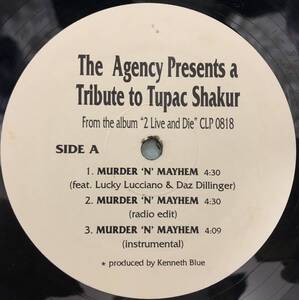 The Agency Presents a
Tribute to Tupac Shakur
From the album "2 Live and Die" CLP 0818
SIDE A
1. MURDER 'N' MAYHEM 4:30
(feat. Lucky Lucciano & Daz Dillinger)
2. MURDER 'N' MAYHEM 4:30
(radio edit)
3. MURDER 'N' MAYHEM 4:09
(instrumental)
* produced by Kenneth Blue